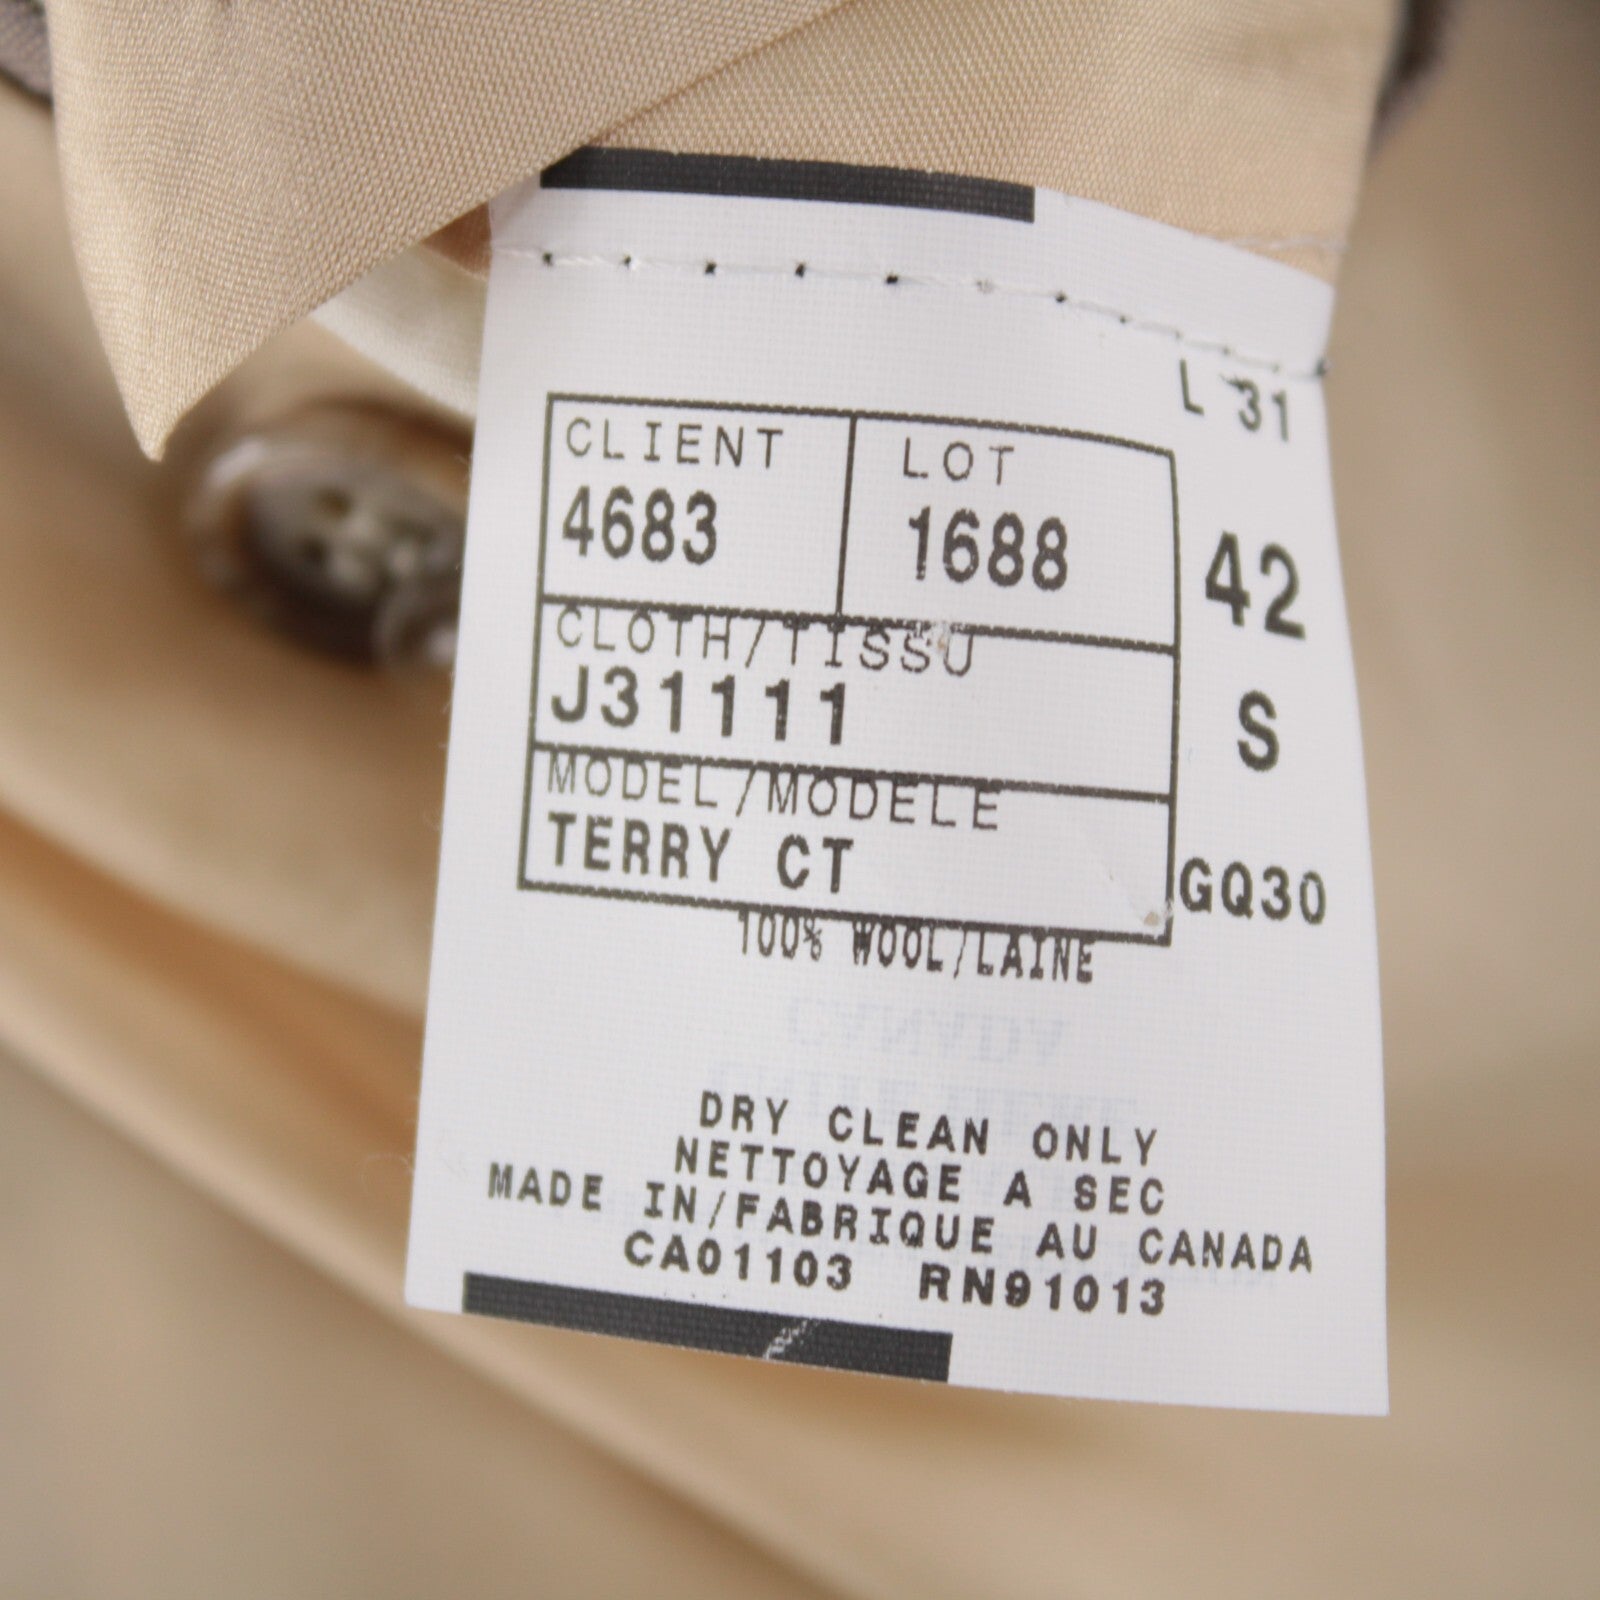 L 31
CLIENT LOT
4683 1688
42
CLOTH/TISSU
J31111
S
MODEL/MODELE
TERRY CT
GQ30
100% WOOL/LAINE
DRY CLEAN ONLY
NETTOYAGE A SEC
MADE IN/FABRIQUE AU CANADA
CA01103 RN91013